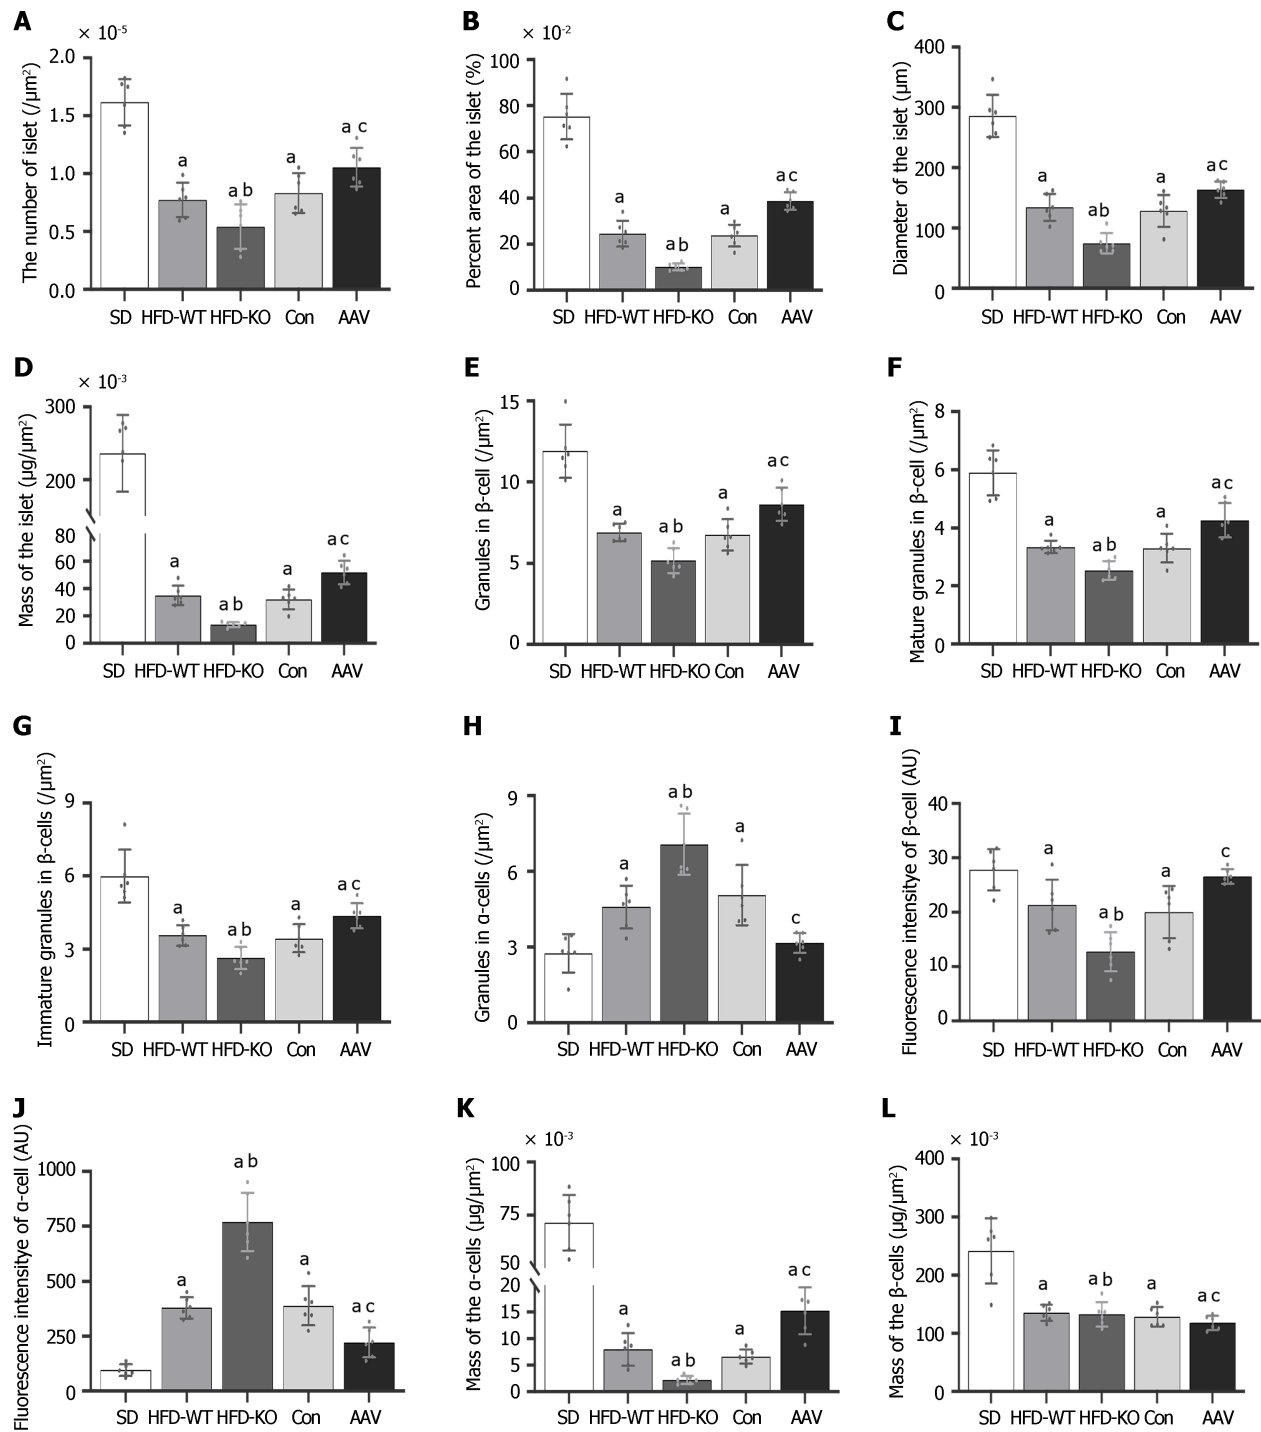 A
× 10-5
The number of islet (/μm2)
2.0
1.5
1.0
0.5
0.0
a
a b
a
a c
SD HFD-WT HFD-KO Con AAV
B
× 10-2
Percent area of the islet (%)
100
80
60
40
20
0
a
a b
a
a c
SD HFD-WT HFD-KO Con AAV
C
Diameter of the islet (μm)
400
300
200
100
0
a
ab
a
ac
SD HFD-WT HFD-KO Con AAV
D
× 10-3
Mass of the islet (μg/μm2)
300
200
80
60
40
20
0
a
a b
a
a c
SD HFD-WT HFD-KO Con AAV
E
Granules in β-cell (/μm2)
15
10
5
0
a
a b
a
a c
SD HFD-WT HFD-KO Con AAV
F
Mature granules in β-cell (/μm2)
8
6
4
2
0
a
a b
a
a c
SD HFD-WT HFD-KO Con AAV
G
Immature granules in β-cells (/μm2)
9
6
3
0
a
a b
a
a c
SD HFD-WT HFD-KO Con AAV
H
Granules in α-cells (/μm2)
9
6
3
0
a
a b
a
c
SD HFD-WT HFD-KO Con AAV
I
Fluorescence intensitye of β-cell (AU)
40
30
20
10
0
a
a b
a
c
SD HFD-WT HFD-KO Con AAV
J
Fluorescence intensitye of α-cell (AU)
1000
750
500
250
0
a
a b
a
a c
SD HFD-WT HFD-KO Con AAV
K
× 10-3
Mass of the α-cells (μg/μm2)
100
75
50
20
15
10
5
0
a
a b
a
a c
SD HFD-WT HFD-KO Con AAV
L
× 10-3
Mass of the β-cells (μg/μm2)
400
300
200
100
0
a
a b
a
a c
SD HFD-WT HFD-KO Con AAV